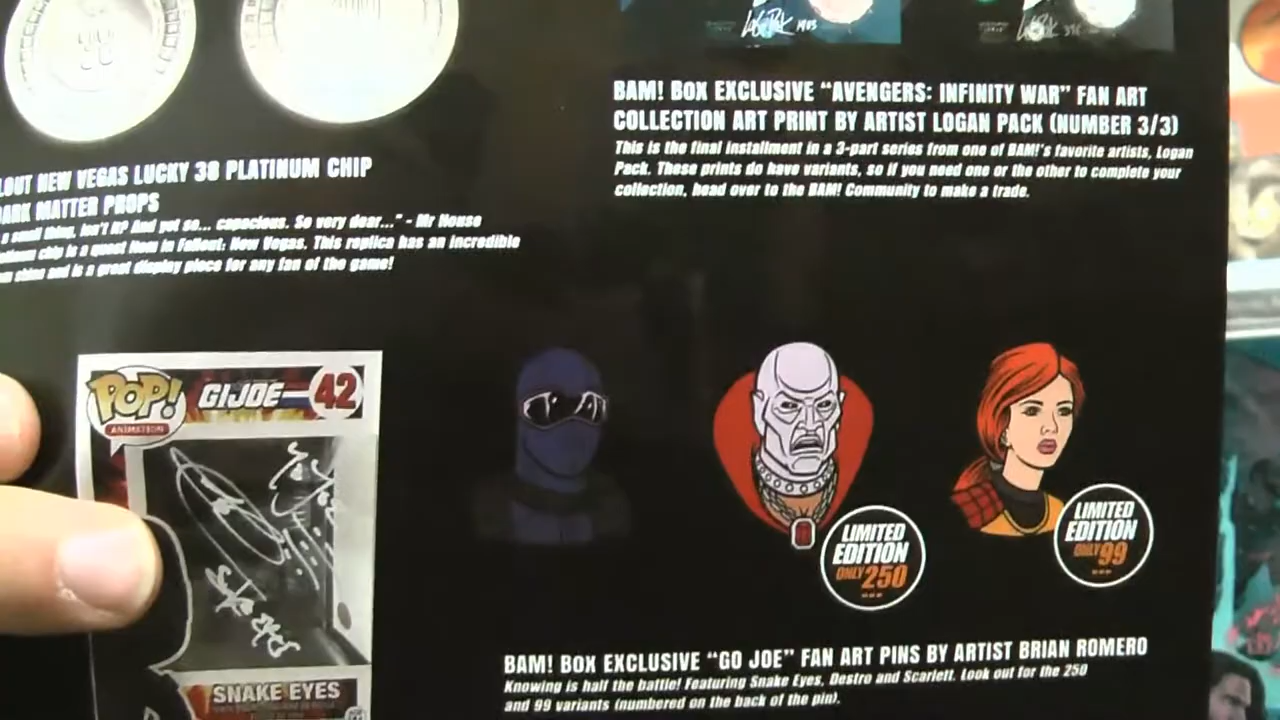 BAM! BOX EXCLUSIVE “AVENGERS: INFINITY WAR” FAN ART
COLLECTION ART PRINT BY ARTIST LOGAN PACK (NUMBER 3/3)
This is the final installment in a 3-part series from one of BAM!'s favorite artists, Logan
Pack. These prints do have variants, so if you need one or the other to complete your
collection, head over to the BAM! Community to make a trade.
LOUT NEW VEGAS LUCKY 38 PLATINUM CHIP
ARK MATTER PROPS
a small thing, isn't it? And yet so... capacious. So very dear..." - Mr House
chip is a quest item in Fallout: New Vegas. This replica has an incredible
shine and is a great display piece for any fan of the game!
POP!
ANIMATION
GI JOE
42
SNAKE EYES
LIMITED
EDITION
ONLY 250
LIMITED
EDITION
ONLY 99
BAM! BOX EXCLUSIVE “GO JOE” FAN ART PINS BY ARTIST BRIAN ROMERO
Knowing is half the battle! Featuring Snake Eyes, Destro and Scarlett. Look out for the 250
and 99 variants (numbered on the back of the pin).